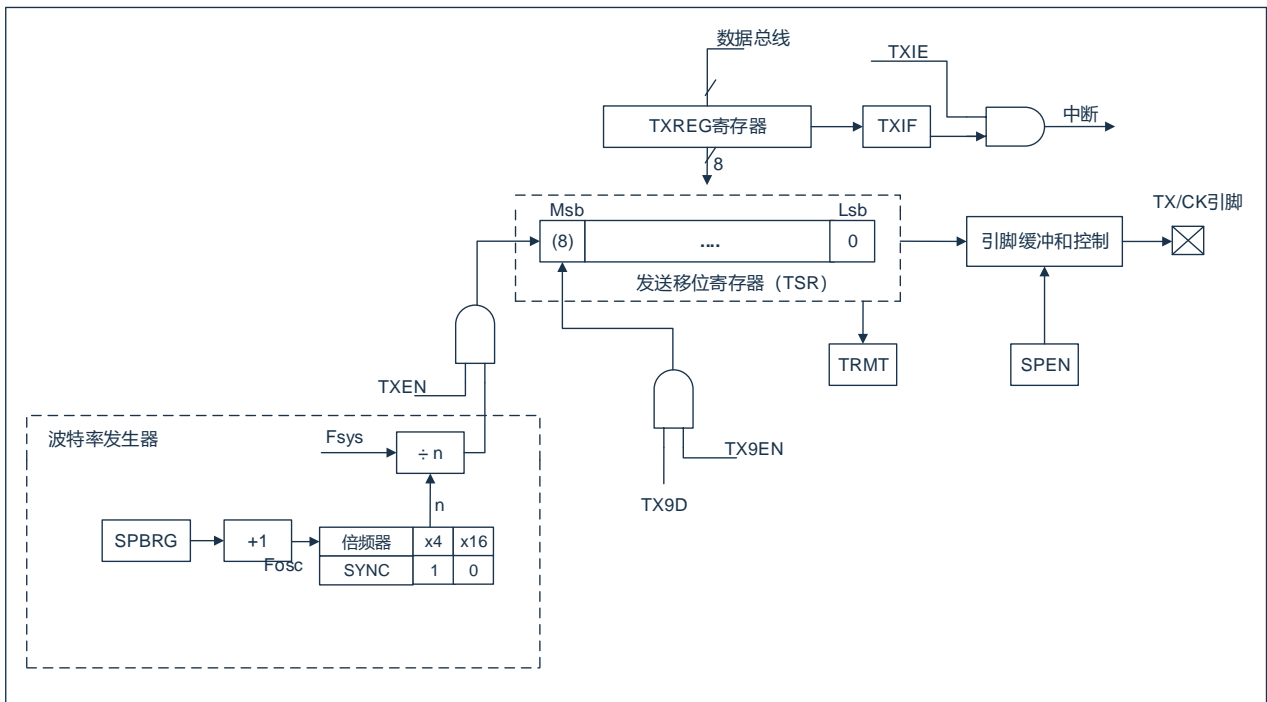 数据总线
TXIE
TXREG寄存器
TXIF
中断
8
Msb
Lsb
(8)
....
0
发送移位寄存器（TSR）
引脚缓冲和控制
TX/CK引脚
TRMT
SPEN
TXEN
TX9EN
TX9D
波特率发生器
Fsys
÷ n
n
SPBRG
+1
Fosc
倍频器 x4 x16
SYNC 1 0